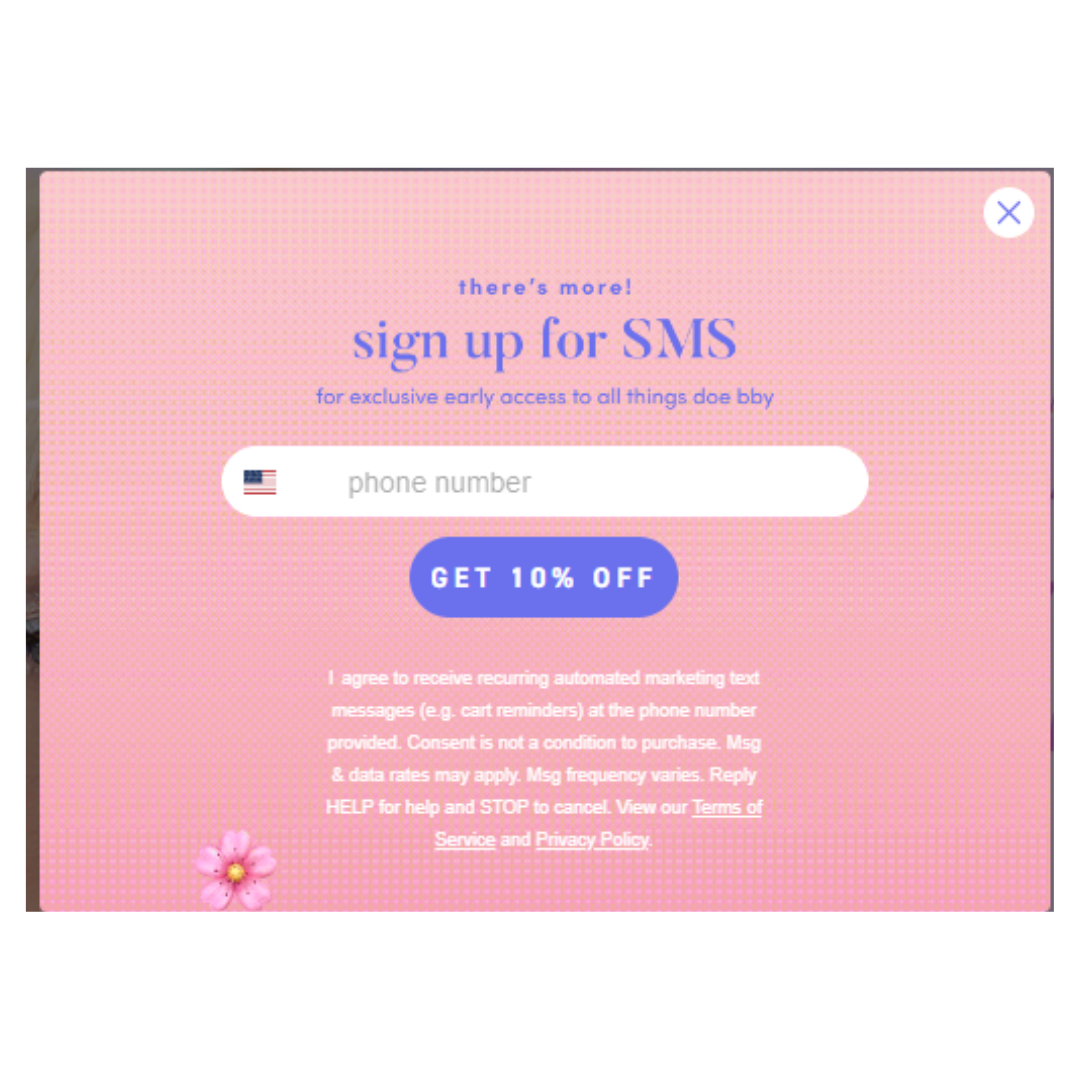 there's more!
sign up for SMS
for exclusive early access to all things doe bby
phone number
GET 10% OFF
I agree to receive recurring automated marketing text
messages (e.g. cart reminders) at the phone number
provided. Consent is not a condition to purchase. Msg
& data rates may apply. Msg frequency varies. Reply
HELP for help and STOP to cancel. View our Terms of
Service and Privacy Policy.